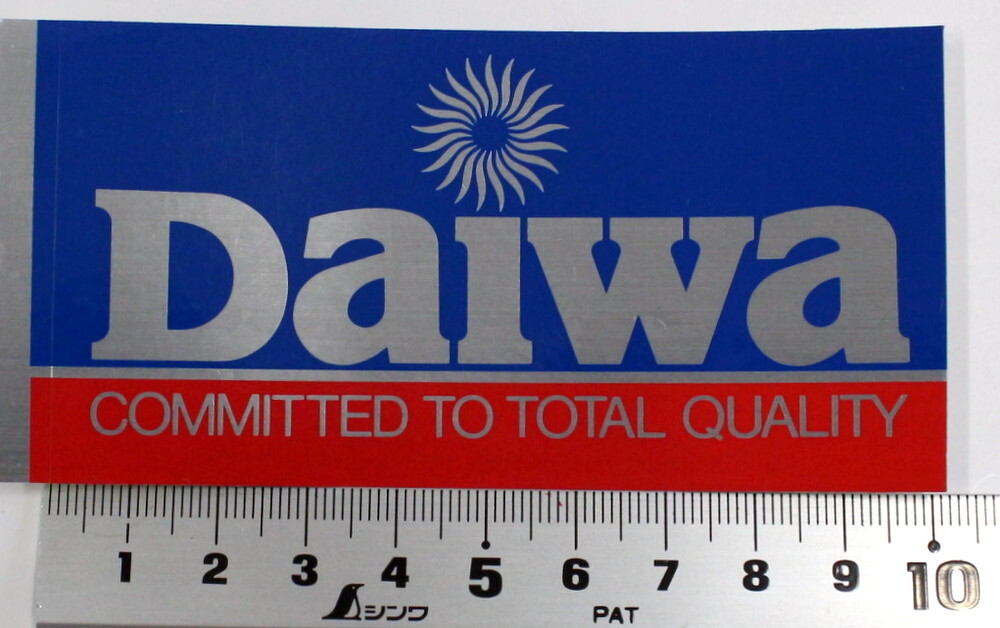 Daiwa
COMMITTED TO TOTAL QUALITY
1 2 3 4 5 6 7 8 9 10
シンワ PAT